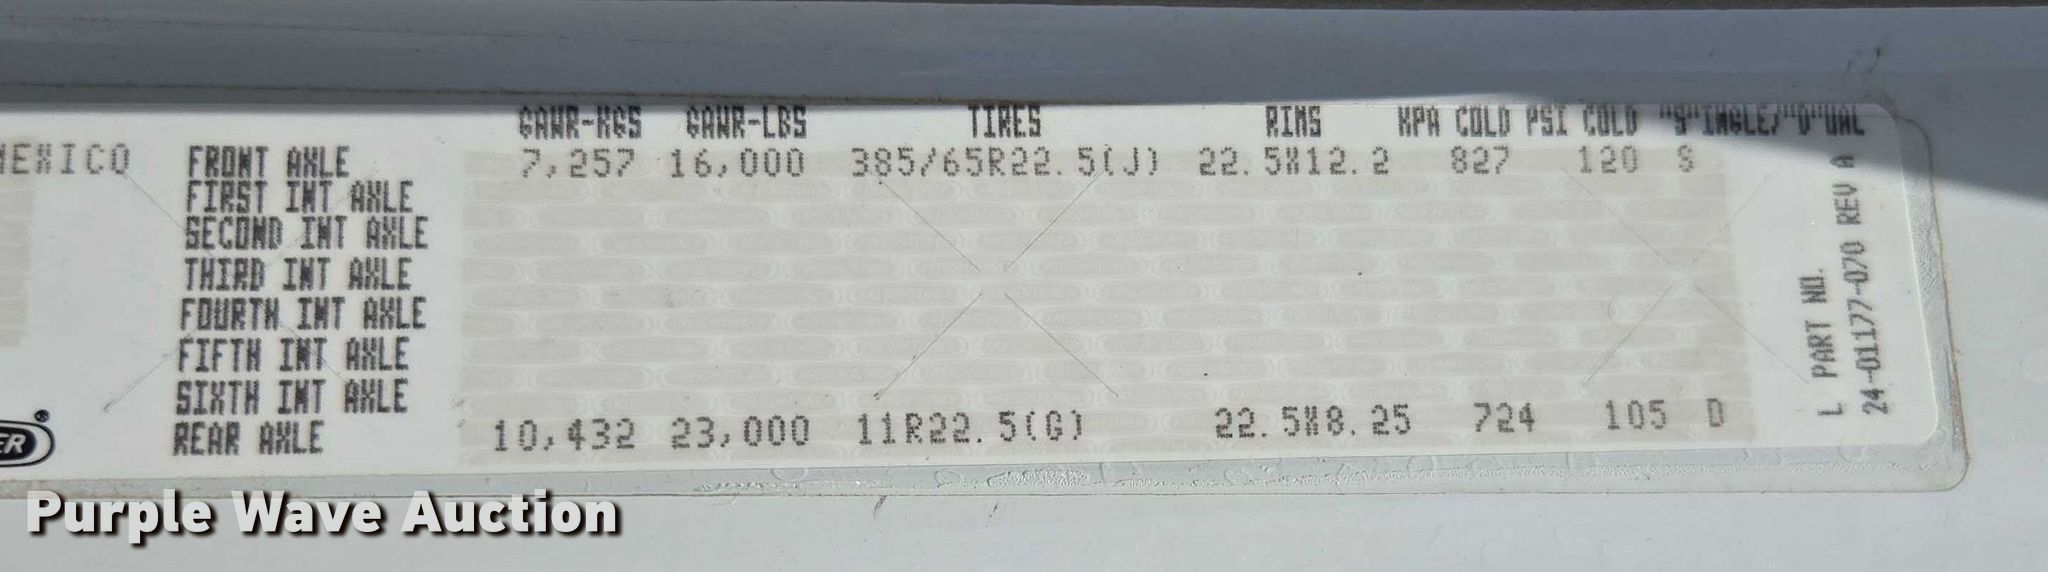 GAWR-KGS GAWR-LBS TIRES RIMS KPA COLD PSI COLD "S"INGLE/"D"UAL
MEXICO FRONT AXLE 7,257 16,000 385/65R22.5(J) 22.5X12.2 827 120 S
FIRST INT AXLE
SECOND INT AXLE
THIRD INT AXLE
FOURTH INT AXLE
FIFTH INT AXLE
SIXTH INT AXLE
REAR AXLE 10,432 23,000 11R22.5(G) 22.5X8.25 724 105 D
L PART NO.
24-01177-070 REV A
ER®
Purple Wave Auction